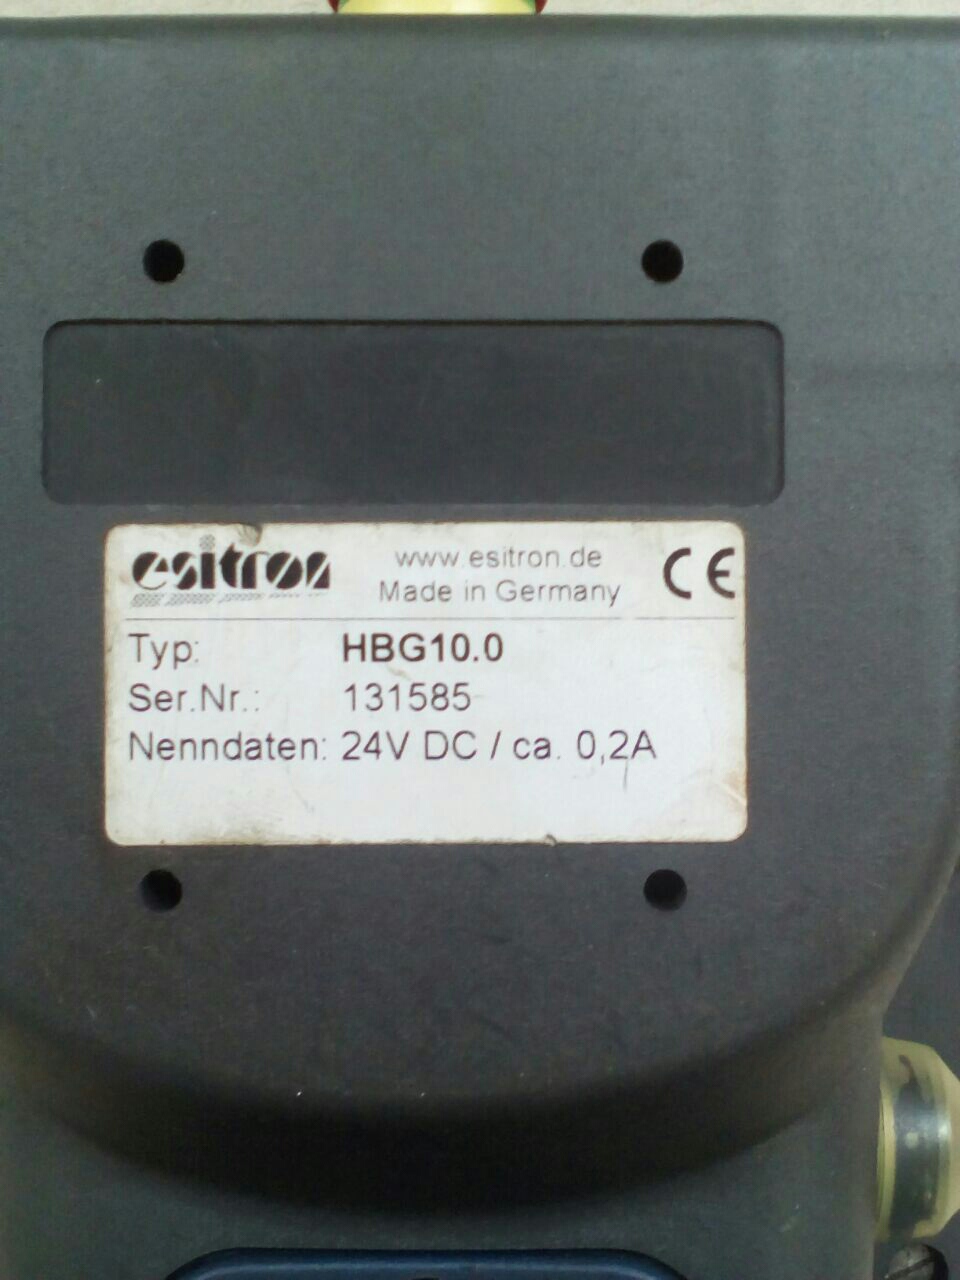 esitron
www.esitron.de
Made in Germany
CE
Typ: HBG10.0
Ser.Nr.: 131585
Nenndaten: 24V DC / ca. 0,2A